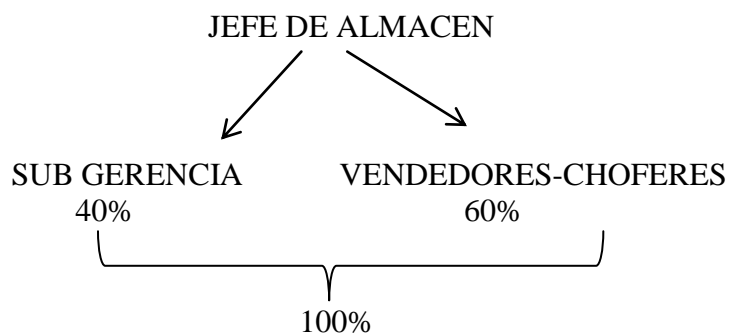 JEFE DE ALMACEN
SUB GERENCIA VENDEDORES-CHOFERES
40% 60%
100%